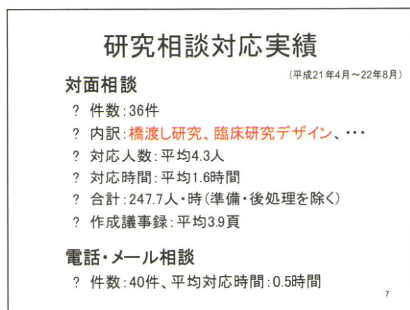 研究相談対応実績
(平成21年4月～22年8月)
対面相談
? 件数:36件
? 内訳:橋渡し研究、臨床研究デザイン、･･･
? 対応人数:平均4.3人
? 対応時間:平均1.6時間
? 合計:247.7人・時(準備・後処理を除く)
? 作成議事録:平均3.9頁
電話・メール相談
? 件数:40件、平均対応時間:0.5時間
7